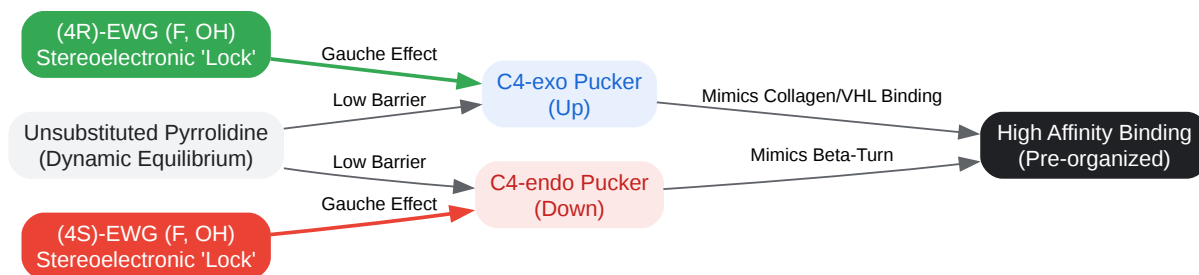 (4R)-EWG (F, OH)
Stereoelectronic 'Lock'
Gauche Effect
C4-exo Pucker
(Up)
Low Barrier
Mimics Collagen/VHL Binding
Unsubstituted Pyrrolidine
(Dynamic Equilibrium)
High Affinity Binding
(Pre-organized)
Low Barrier
Mimics Beta-Turn
C4-endo Pucker
(Down)
Gauche Effect
(4S)-EWG (F, OH)
Stereoelectronic 'Lock'